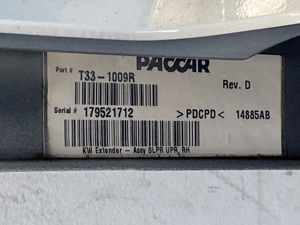 PACCAR
Part # T33-1009R
Rev. D
Serial # 179521712 >PDCPD< 14885AB
KW Extender - Assy SLPR UPR, RH